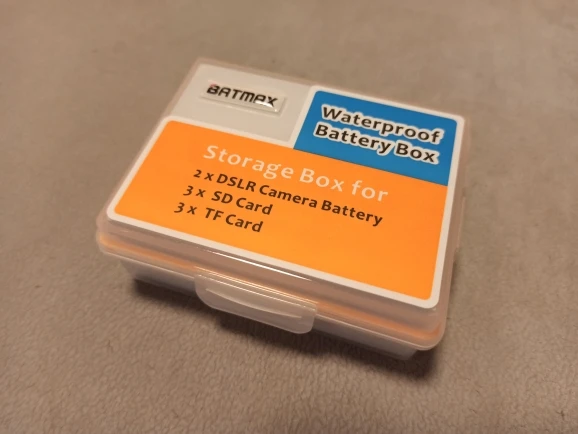 BATMAX
Waterproof
Battery Box
Storage Box for
2 x DSLR Camera Battery
3 x SD Card
3 x TF Card